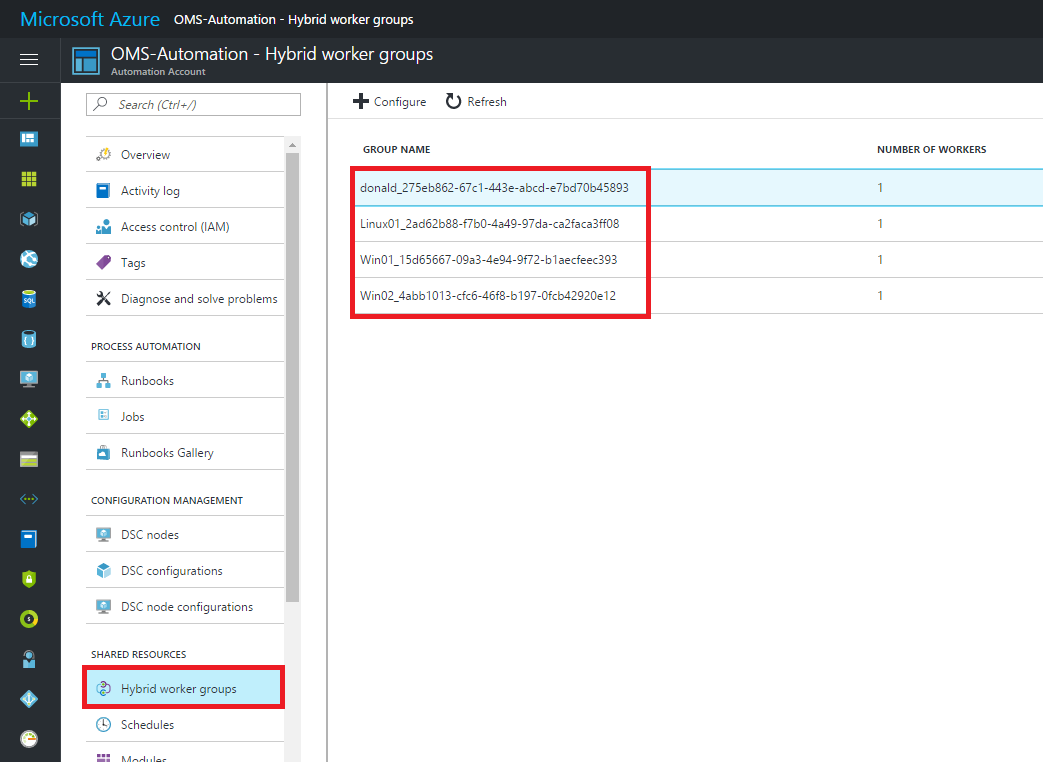 Microsoft Azure OMS-Automation - Hybrid worker groups
OMS-Automation - Hybrid worker groups
Automation Account
Search (Ctrl+/)
Overview
Activity log
Access control (IAM)
Tags
Diagnose and solve problems
PROCESS AUTOMATION
Runbooks
Jobs
Runbooks Gallery
CONFIGURATION MANAGEMENT
DSC nodes
DSC configurations
DSC node configurations
SHARED RESOURCES
Hybrid worker groups
Schedules
Modules
Configure Refresh
GROUP NAME NUMBER OF WORKERS
donald_275eb862-67c1-443e-abcd-e7bd70b45893 1
Linux01_2ad62b88-f7b0-4a49-97da-ca2faca3ff08 1
Win01_15d65667-09a3-4e94-9f72-b1aecfeec393 1
Win02_4abb1013-cfc6-46f8-b197-0fcb42920e12 1